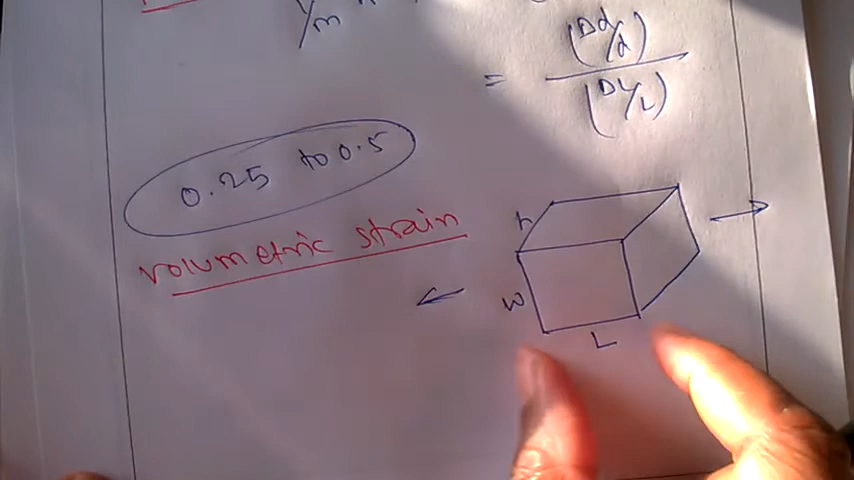 = (Δd/d)
(ΔL/L)
0.25 to 0.5
volumetric strain
h
W
L